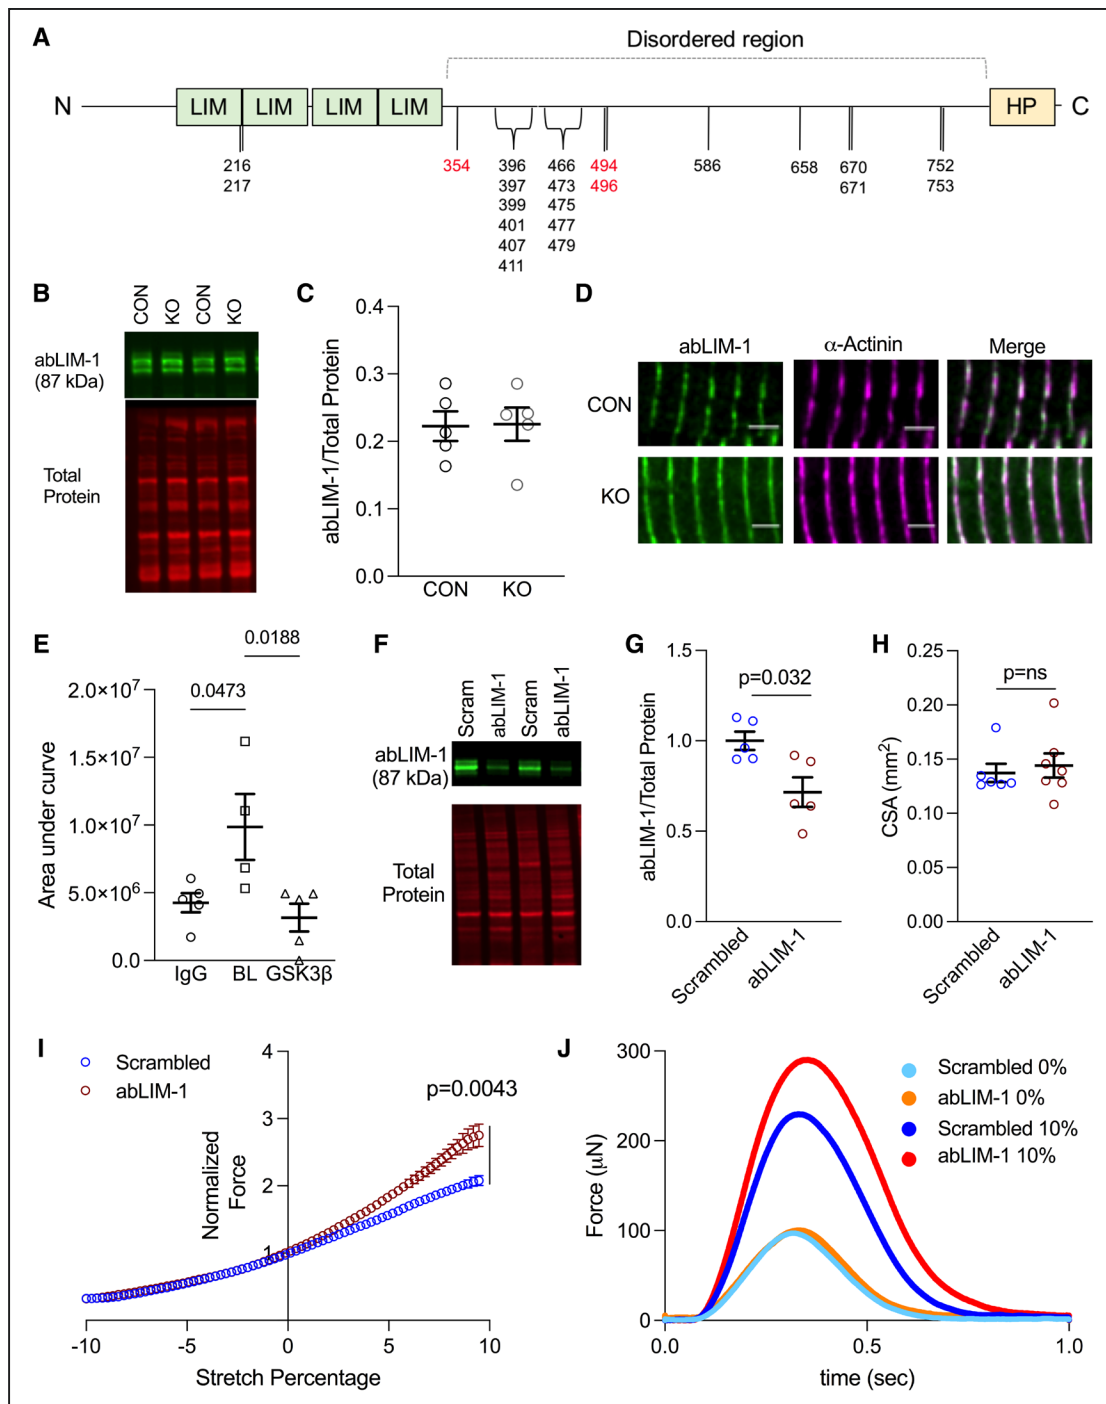 A
Disordered region
N
LIM LIM LIM LIM
HP
C
216
217
354
396
397
399
401
407
411
466
473
475
477
479
494
496
586
658
670
671
752
753
B
CON KO CON KO
abLIM-1
(87 kDa)
Total
Protein
C
abLIM-1/Total Protein
0.4
0.3
0.2
0.1
0.0
CON KO
D
abLIM-1 α-Actinin Merge
CON
KO
E
0.0188
0.0473
Area under curve
2.0×10⁷
1.5×10⁷
1.0×10⁷
5.0×10⁶
0.0
IgG BL GSK3β
F
Scram abLIM-1 Scram abLIM-1
abLIM-1
(87 kDa)
Total
Protein
G
abLIM-1/Total Protein
1.5
1.0
0.5
0.0
p=0.032
Scrambled abLIM-1
H
CSA (mm²)
0.25
0.20
0.15
0.10
0.05
0.00
p=ns
Scrambled abLIM-1
I
Scrambled
abLIM-1
Normalized
Force
4
3
2
1
p=0.0043
-10 -5 0 5 10
Stretch Percentage
J
Force (μN)
300
200
100
0
Scrambled 0%
abLIM-1 0%
Scrambled 10%
abLIM-1 10%
0.0 0.5 1.0
time (sec)